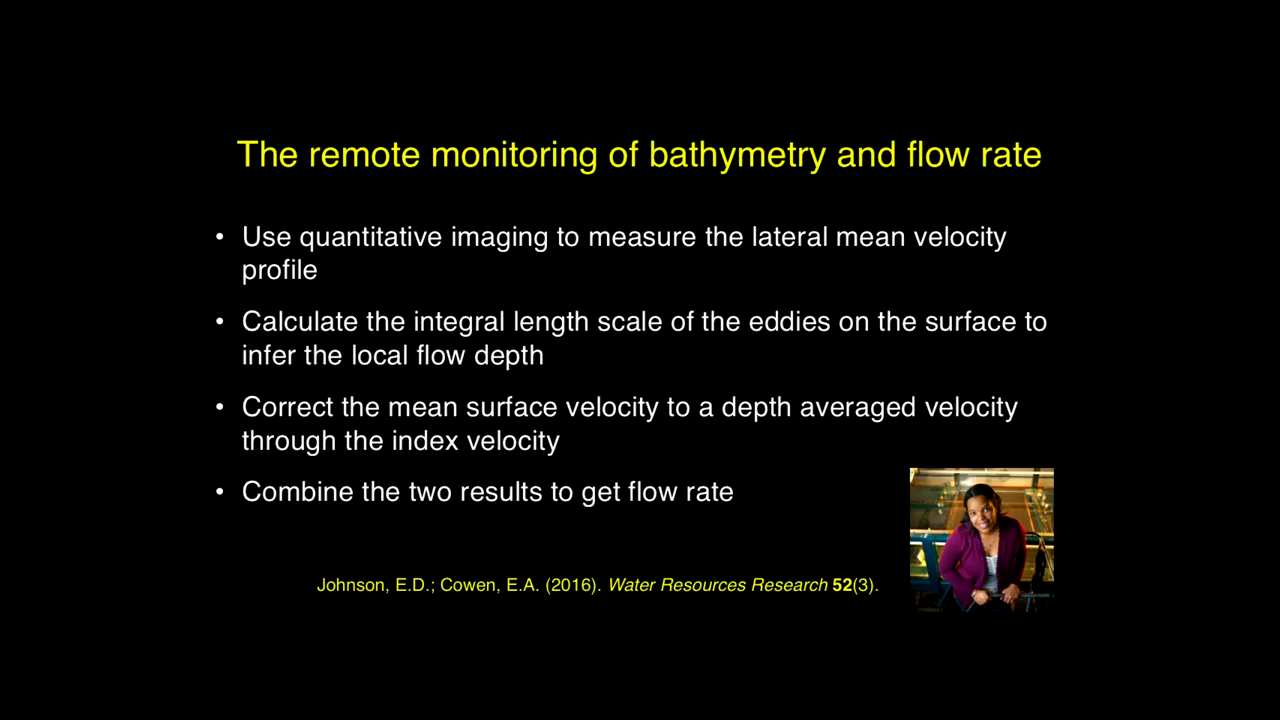 The remote monitoring of bathymetry and flow rate
• Use quantitative imaging to measure the lateral mean velocity
profile
• Calculate the integral length scale of the eddies on the surface to
infer the local flow depth
• Correct the mean surface velocity to a depth averaged velocity
through the index velocity
• Combine the two results to get flow rate
Johnson, E.D.; Cowen, E.A. (2016). Water Resources Research 52(3).